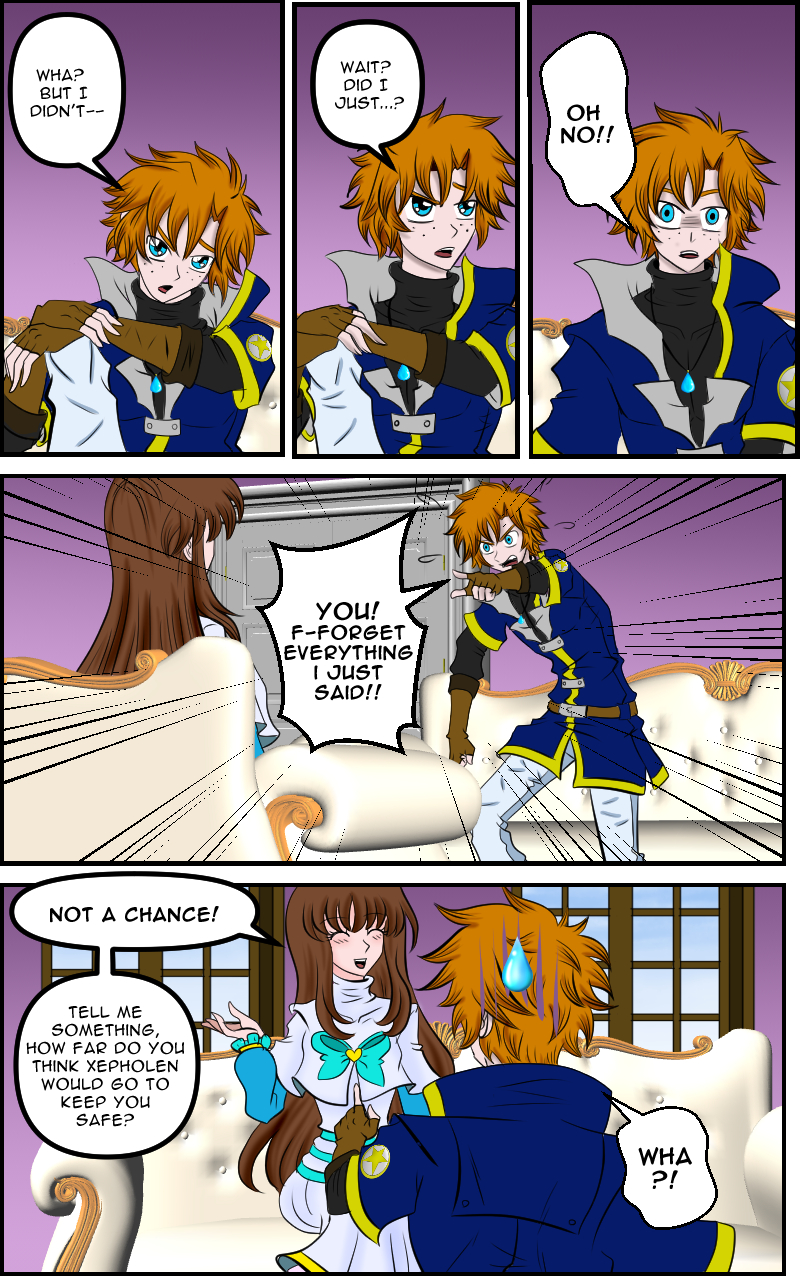 WHA?
BUT I
DIDN'T--
WAIT?
DID I
JUST...?
OH
NO!!
YOU!
F-FORGET
EVERYTHING
I JUST
SAID!!
NOT A CHANCE!
TELL ME
SOMETHING,
HOW FAR DO YOU
THINK XEPHOLEN
WOULD GO TO
KEEP YOU
SAFE?
WHA
?!